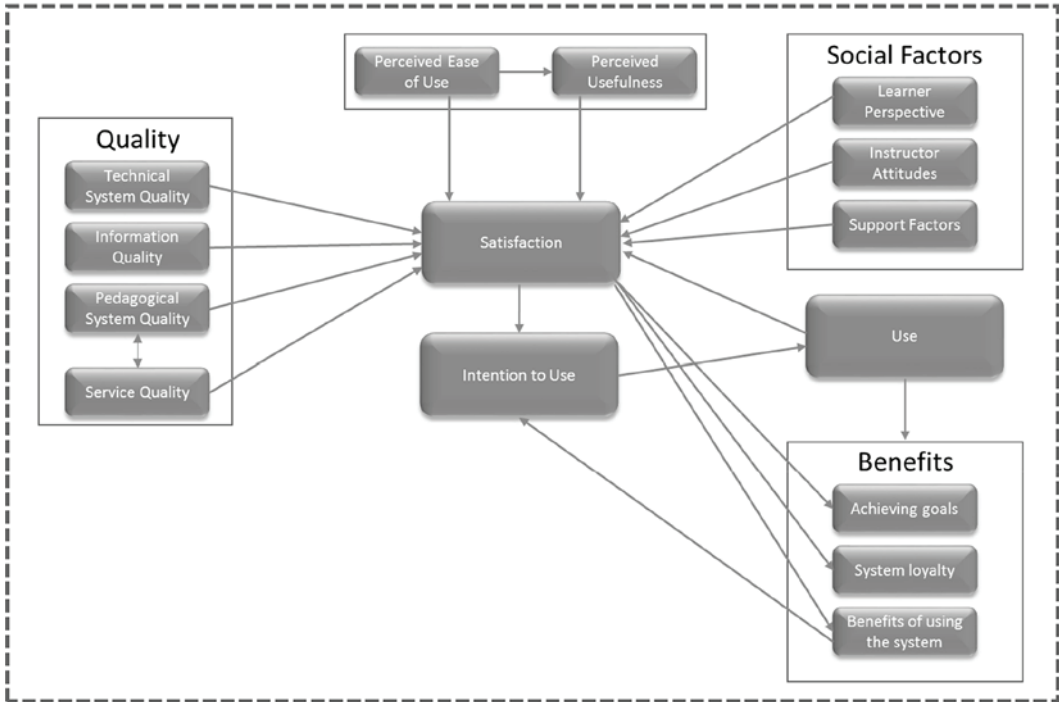 Perceived Ease
of Use
Perceived
Usefulness
Social Factors
Learner
Perspective
Instructor
Attitudes
Support Factors
Quality
Technical
System Quality
Information
Quality
Pedagogical
System Quality
Service Quality
Satisfaction
Intention to Use
Use
Benefits
Achieving goals
System loyalty
Benefits of using
the system